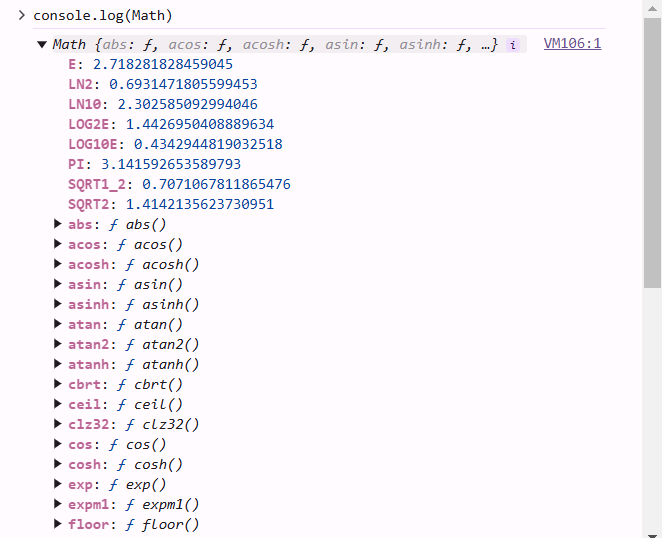 > console.log(Math)
▼ Math {abs: ƒ, acos: ƒ, acosh: ƒ, asin: ƒ, asinh: ƒ, …} i VM106:1
E: 2.718281828459045
LN2: 0.6931471805599453
LN10: 2.302585092994046
LOG2E: 1.4426950408889634
LOG10E: 0.4342944819032518
PI: 3.141592653589793
SQRT1_2: 0.7071067811865476
SQRT2: 1.4142135623730951
▶ abs: ƒ abs()
▶ acos: ƒ acos()
▶ acosh: ƒ acosh()
▶ asin: ƒ asin()
▶ asinh: ƒ asinh()
▶ atan: ƒ atan()
▶ atan2: ƒ atan2()
▶ atanh: ƒ atanh()
▶ cbrt: ƒ cbrt()
▶ ceil: ƒ ceil()
▶ clz32: ƒ clz32()
▶ cos: ƒ cos()
▶ cosh: ƒ cosh()
▶ exp: ƒ exp()
▶ expm1: ƒ expm1()
▶ floor: ƒ floor()